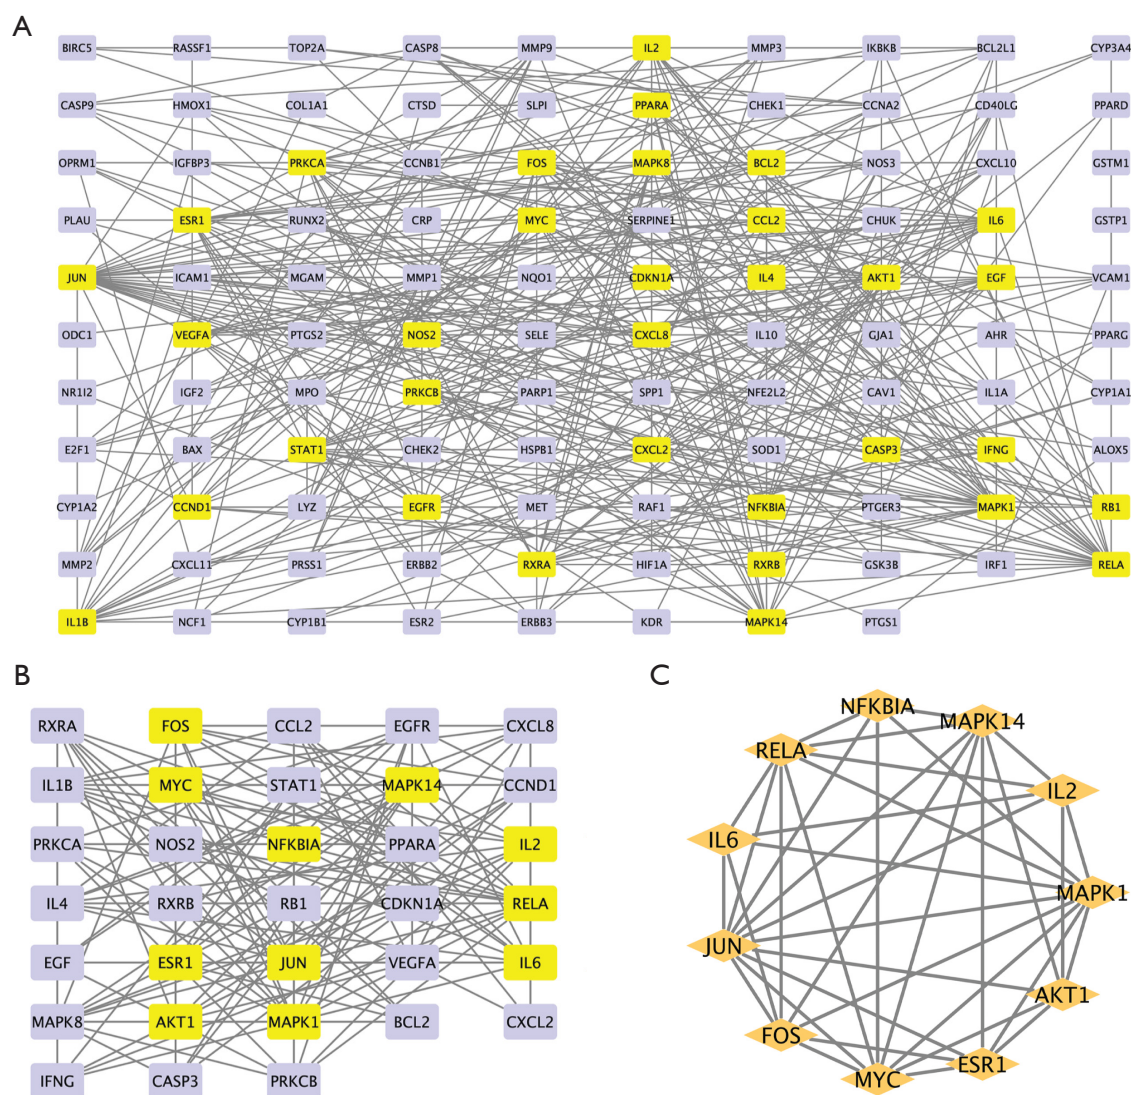 A
BIRC5 RASSF1 TOP2A CASP8 MMP9 IL2 MMP3 IKBKB BCL2L1 CYP3A4
CASP9 HMOX1 COL1A1 CTSD SLPI PPARA CHEK1 CCNA2 CD40LG PPARD
OPRM1 IGFBP3 PRKCA CCNB1 FOS MAPK8 BCL2 NOS3 CXCL10 GSTM1
PLAU ESR1 RUNX2 CRP MYC SERPINE1 CCL2 CHUK IL6 GSTP1
JUN ICAM1 MGAM MMP1 NQO1 CDKN1A IL4 AKT1 EGF VCAM1
ODC1 VEGFA PTGS2 NOS2 SELE CXCL8 IL10 GJA1 AHR PPARG
NR1I2 IGF2 MPO PRKCB PARP1 SPP1 NFE2L2 CAV1 IL1A CYP1A1
E2F1 BAX STAT1 CHEK2 HSPB1 CXCL2 SOD1 CASP3 IFNG ALOX5
CYP1A2 CCND1 LYZ EGFR MET RAF1 NFKBIA PTGER3 MAPK1 RB1
MMP2 CXCL11 PRSS1 ERBB2 RXRA HIF1A RXRB GSK3B IRF1 RELA
IL1B NCF1 CYP1B1 ESR2 ERBB3 KDR MAPK14 PTGS1
B
RXRA FOS CCL2 EGFR CXCL8
IL1B MYC STAT1 MAPK14 CCND1
PRKCA NOS2 NFKBIA PPARA IL2
IL4 RXRB RB1 CDKN1A RELA
EGF ESR1 JUN VEGFA IL6
MAPK8 AKT1 MAPK1 BCL2 CXCL2
IFNG CASP3 PRKCB
C
NFKBIA
MAPK14
RELA
IL2
IL6
MAPK1
JUN
AKT1
FOS
ESR1
MYC